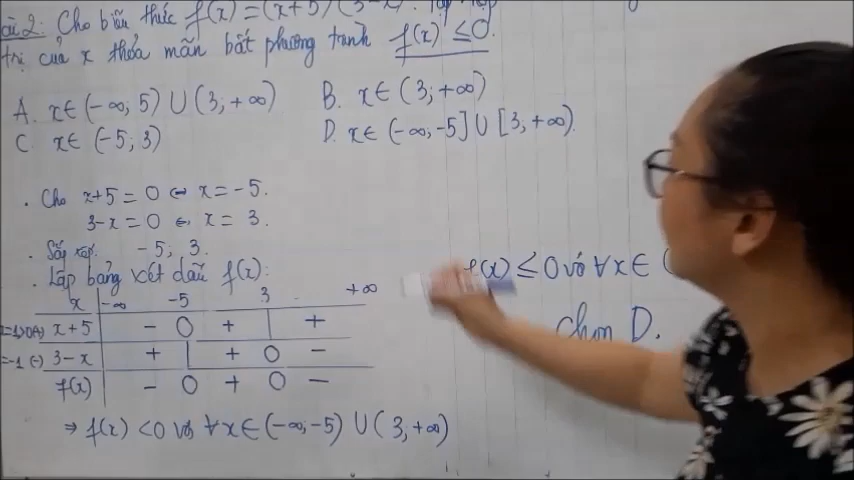 Bài 2: Cho biểu thức f(x) = (x+5)(3-x). Tập hợp
trị của x thỏa mãn bất phương trình f(x) ≤ 0.
A. x∈(-∞; 5) ∪ (3; +∞)
B. x∈ (3; +∞)
C. x∈ (-5; 3)
D. x∈ (-∞; -5] ∪ [3, +∞).
. Cho x+5 = 0 ⇔ x = -5.
3-x = 0 ⇔ x = 3.
. Sắp xếp. -5; 3.
. Lập bảng xét dấu f(x):
x -∞ -5 3 +∞
x+5 - 0 + | +
3-x + | + 0 -
f(x) - 0 + 0 -
⇒ f(x) <0 với ∀x∈(-∞; -5) ∪ (3; +∞)
f(x) ≤ 0 với ∀x∈ (
chọn D.